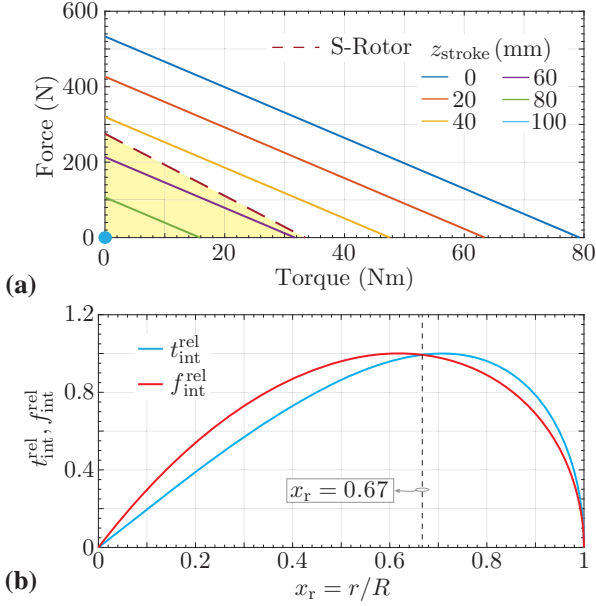 600
400
200
0
Force (N)
S-Rotor
z_stroke (mm)
0 60
20 80
40 100
0 20 40 60 80
Torque (Nm)
(a)
1.2
0.8
0.4
0
t_int^rel, f_int^rel
t_int^rel
f_int^rel
x_r = 0.67
0 0.2 0.4 0.6 0.8 1
x_r = r/R
(b)